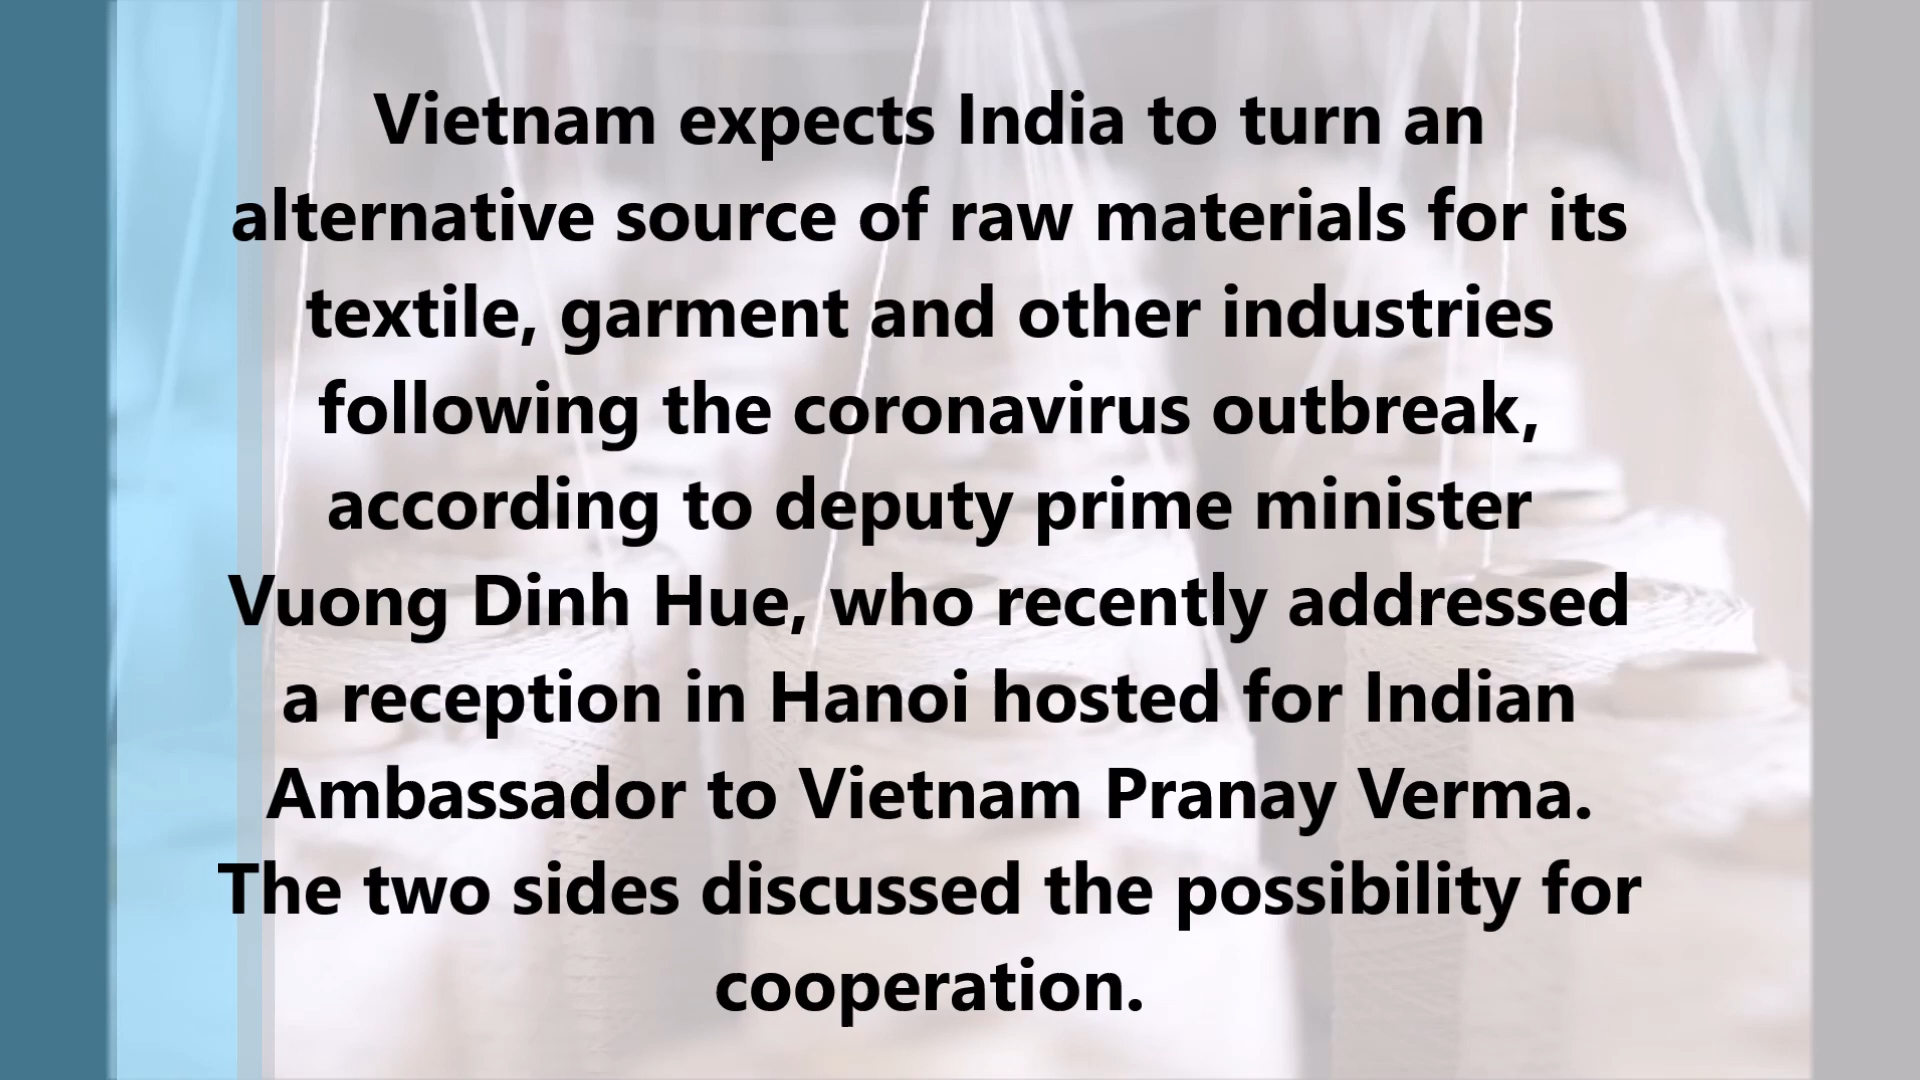 Vietnam expects India to turn an
alternative source of raw materials for its
textile, garment and other industries
following the coronavirus outbreak,
according to deputy prime minister
Vuong Dinh Hue, who recently addressed
a reception in Hanoi hosted for Indian
Ambassador to Vietnam Pranay Verma.
The two sides discussed the possibility for
cooperation.